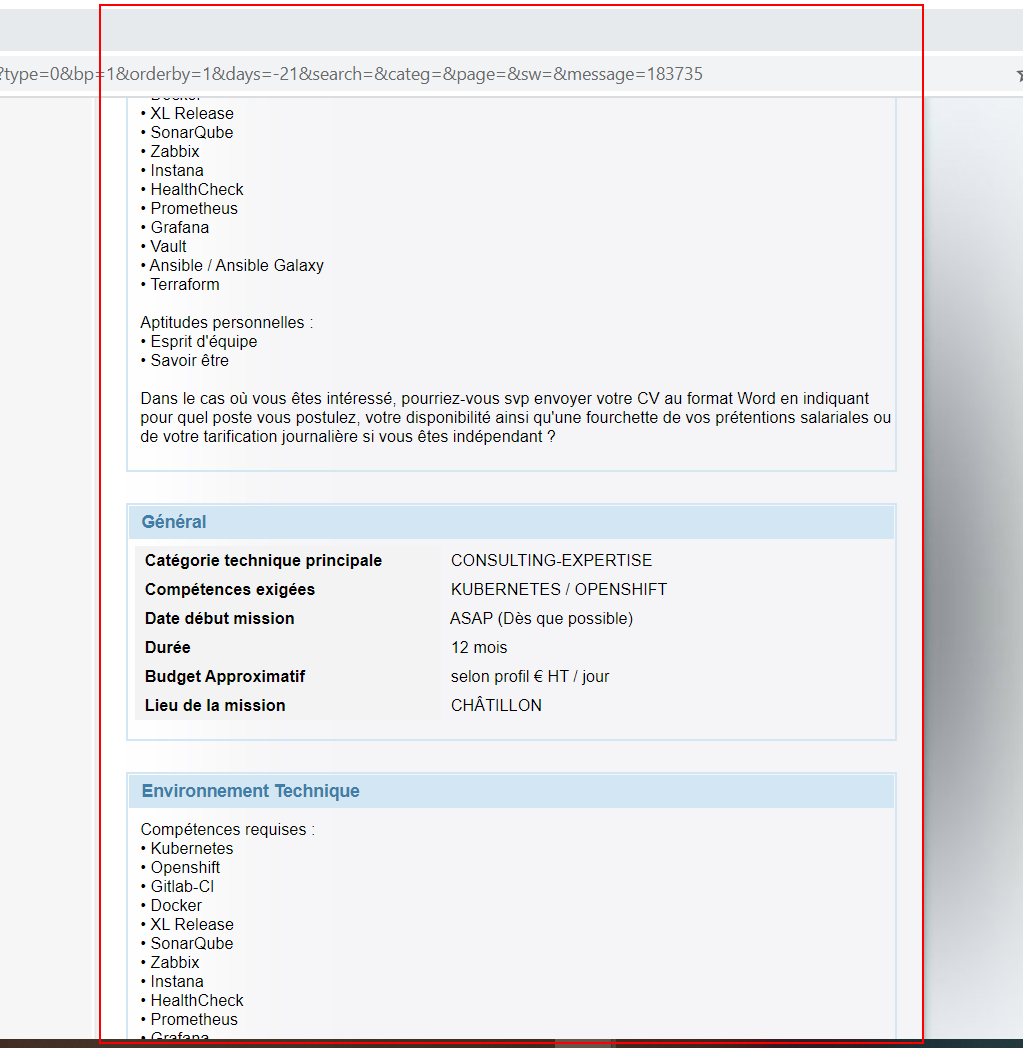 ?type=0&bp=1&orderby=1&days=-21&search=&categ=&page=&sw=&message=183735
• Docker
• XL Release
• SonarQube
• Zabbix
• Instana
• HealthCheck
• Prometheus
• Grafana
• Vault
• Ansible / Ansible Galaxy
• Terraform
Aptitudes personnelles :
• Esprit d'équipe
• Savoir être
Dans le cas où vous êtes intéressé, pourriez-vous svp envoyer votre CV au format Word en indiquant
pour quel poste vous postulez, votre disponibilité ainsi qu'une fourchette de vos prétentions salariales ou
de votre tarification journalière si vous êtes indépendant ?
Général
Catégorie technique principale CONSULTING-EXPERTISE
Compétences exigées KUBERNETES / OPENSHIFT
Date début mission ASAP (Dès que possible)
Durée 12 mois
Budget Approximatif selon profil € HT / jour
Lieu de la mission CHÂTILLON
Environnement Technique
Compétences requises :
• Kubernetes
• Openshift
• Gitlab-CI
• Docker
• XL Release
• SonarQube
• Zabbix
• Instana
• HealthCheck
• Prometheus
• Grafana